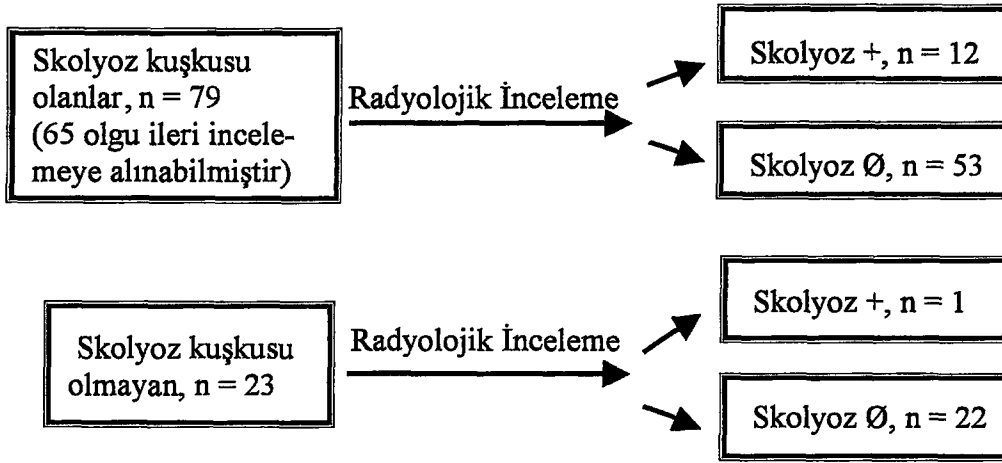 Skolyoz kuşkusu
olanlar, n = 79
(65 olgu ileri incele-
meye alınabilmiştir)
Radyolojik İnceleme
Skolyoz +, n = 12
Skolyoz Ø, n = 53
Skolyoz kuşkusu
olmayan, n = 23
Radyolojik İnceleme
Skolyoz +, n = 1
Skolyoz Ø, n = 22